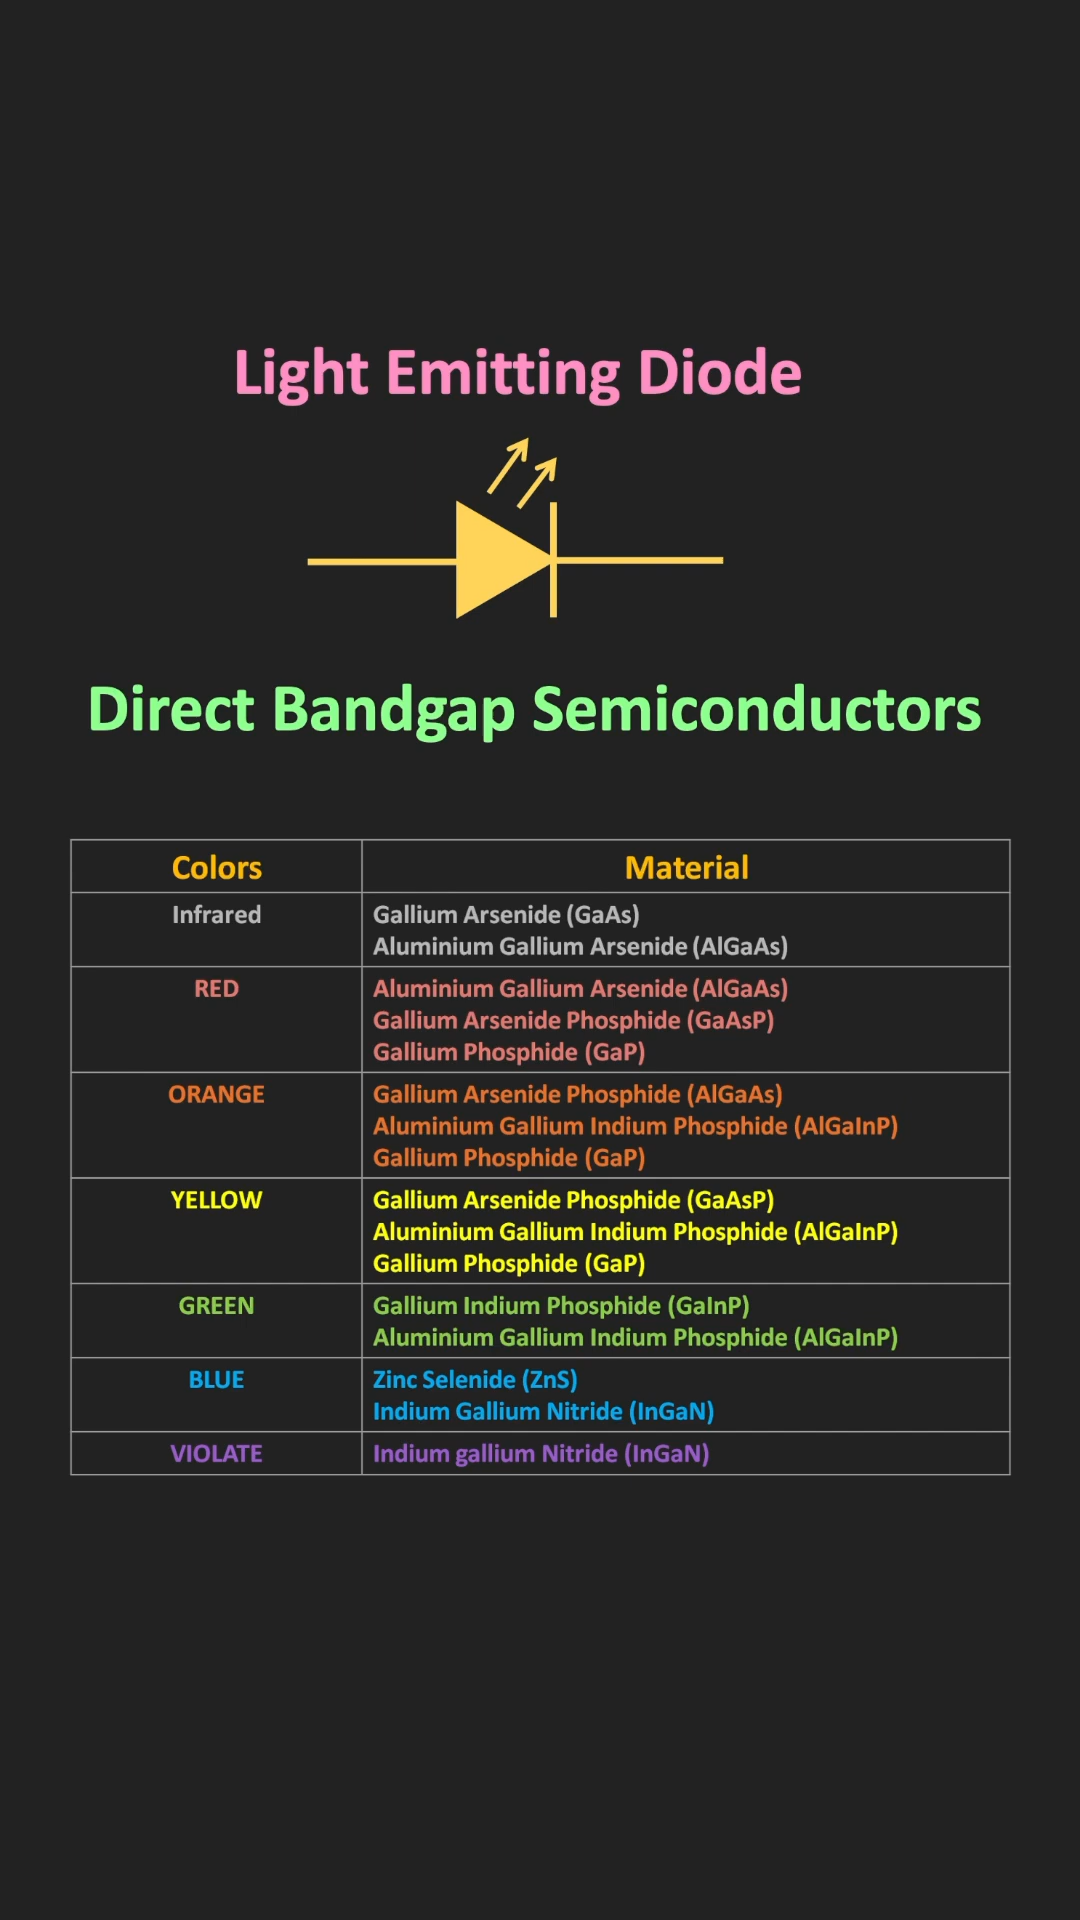 Light Emitting Diode
Direct Bandgap Semiconductors
Colors Material
Infrared Gallium Arsenide (GaAs)
Aluminium Gallium Arsenide (AlGaAs)
RED Aluminium Gallium Arsenide (AlGaAs)
Gallium Arsenide Phosphide (GaAsP)
Gallium Phosphide (GaP)
ORANGE Gallium Arsenide Phosphide (AlGaAs)
Aluminium Gallium Indium Phosphide (AlGaInP)
Gallium Phosphide (GaP)
YELLOW Gallium Arsenide Phosphide (GaAsP)
Aluminium Gallium Indium Phosphide (AlGaInP)
Gallium Phosphide (GaP)
GREEN Gallium Indium Phosphide (GaInP)
Aluminium Gallium Indium Phosphide (AlGaInP)
BLUE Zinc Selenide (ZnS)
Indium Gallium Nitride (InGaN)
VIOLATE Indium gallium Nitride (InGaN)